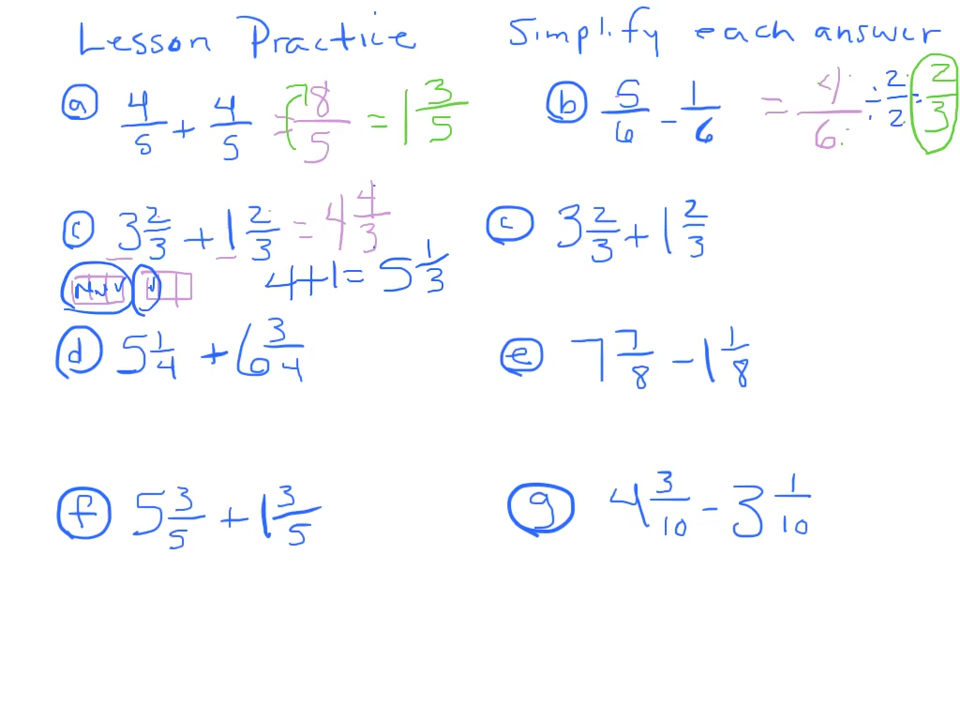 Lesson Practice Simplify each answer
(a) 4/5 + 4/5 = 8/5 = 1 3/5
(b) 5/6 - 1/6 = 4/6 ÷ 2/2 = 2/3
(c) 3 2/3 + 1 2/3 = 4 4/3
4+1 = 5 1/3
(c) 3 2/3 + 1 2/3
(d) 5 1/4 + 6 3/4
(e) 7 7/8 - 1 1/8
(f) 5 3/5 + 1 3/5
(g) 4 3/10 - 3 1/10